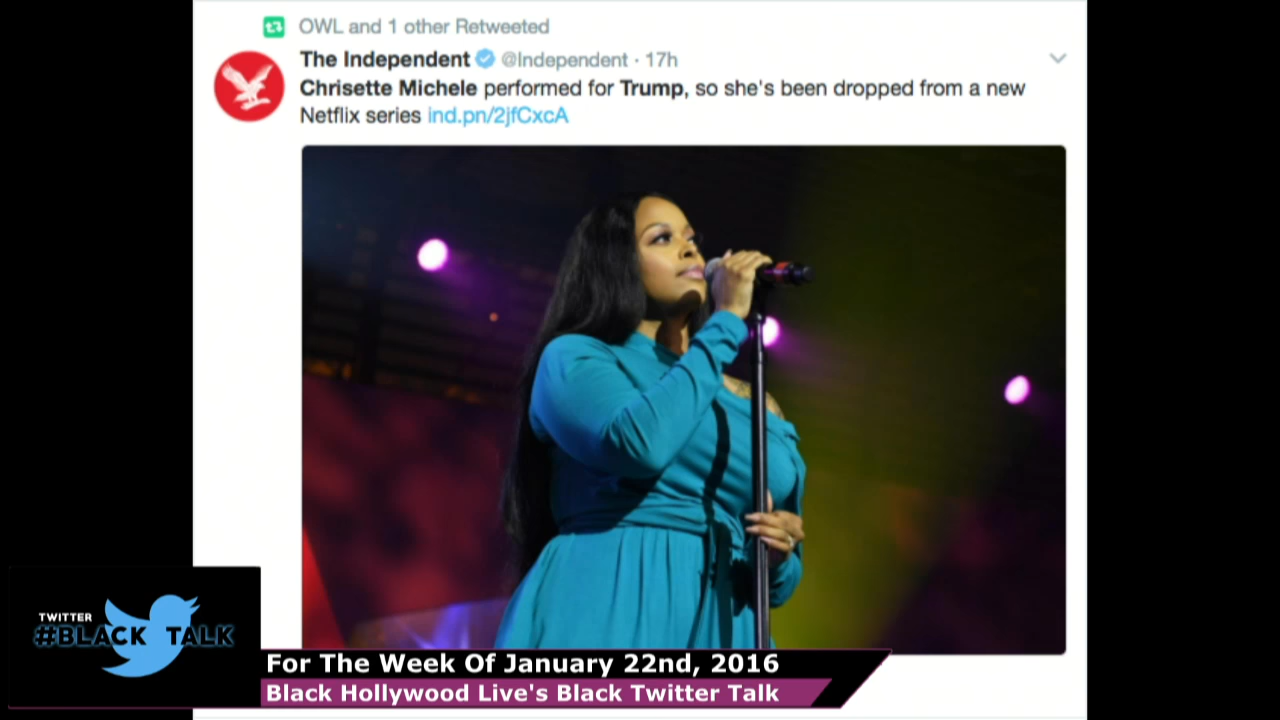 OWL and 1 other Retweeted
The Independent @Independent · 17h
Chrisette Michele performed for Trump, so she's been dropped from a new
Netflix series ind.pn/2jfCxcA
TWITTER
#BLACK TALK
For The Week Of January 22nd, 2016
Black Hollywood Live's Black Twitter Talk